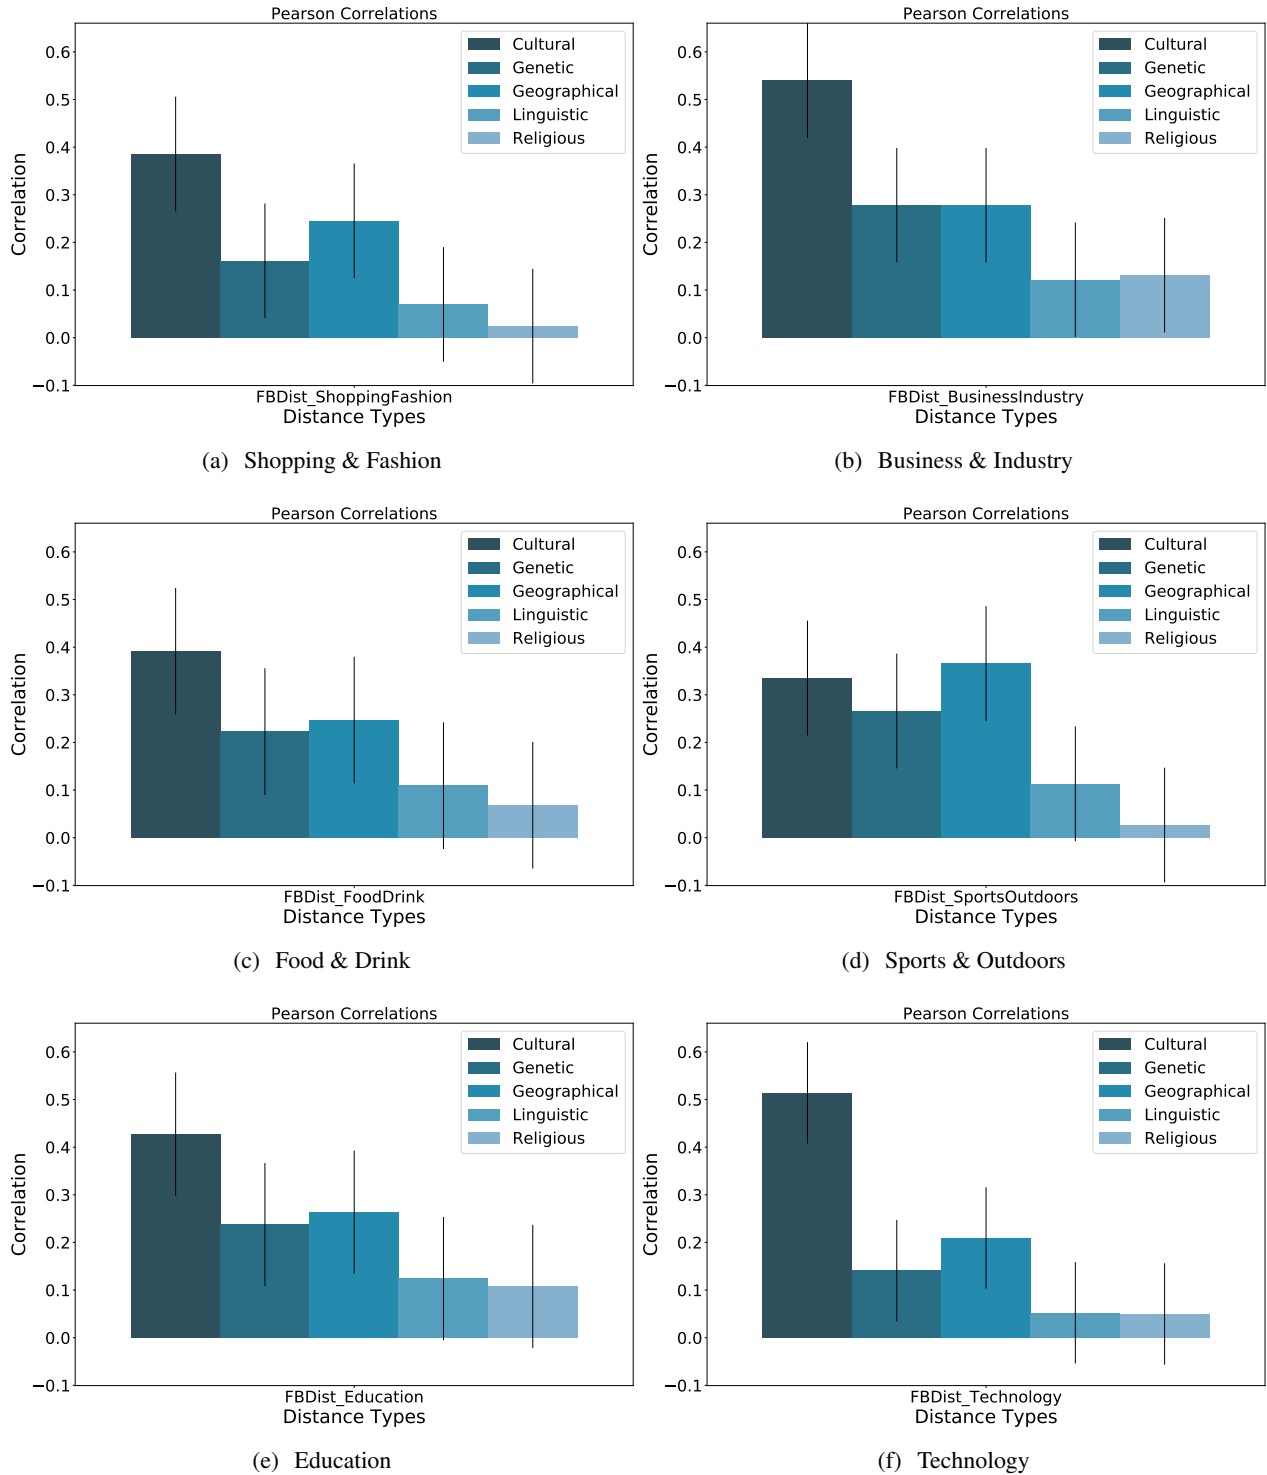 Pearson Correlations
0.6
0.5
0.4
0.3
0.2
0.1
0.0
−0.1
Correlation
Cultural
Genetic
Geographical
Linguistic
Religious
FBDist_ShoppingFashion
Distance Types
(a) Shopping & Fashion
Pearson Correlations
0.6
0.5
0.4
0.3
0.2
0.1
0.0
−0.1
Correlation
Cultural
Genetic
Geographical
Linguistic
Religious
FBDist_BusinessIndustry
Distance Types
(b) Business & Industry
Pearson Correlations
0.6
0.5
0.4
0.3
0.2
0.1
0.0
−0.1
Correlation
Cultural
Genetic
Geographical
Linguistic
Religious
FBDist_FoodDrink
Distance Types
(c) Food & Drink
Pearson Correlations
0.6
0.5
0.4
0.3
0.2
0.1
0.0
−0.1
Correlation
Cultural
Genetic
Geographical
Linguistic
Religious
FBDist_SportsOutdoors
Distance Types
(d) Sports & Outdoors
Pearson Correlations
0.6
0.5
0.4
0.3
0.2
0.1
0.0
−0.1
Correlation
Cultural
Genetic
Geographical
Linguistic
Religious
FBDist_Education
Distance Types
(e) Education
Pearson Correlations
0.6
0.5
0.4
0.3
0.2
0.1
0.0
−0.1
Correlation
Cultural
Genetic
Geographical
Linguistic
Religious
FBDist_Technology
Distance Types
(f) Technology